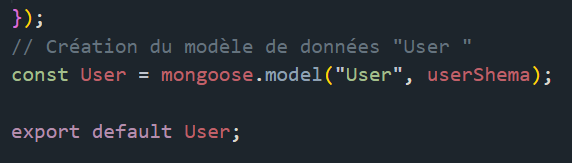 });
// Création du modèle de données "User "
const User = mongoose.model("User", userShema);
export default User;